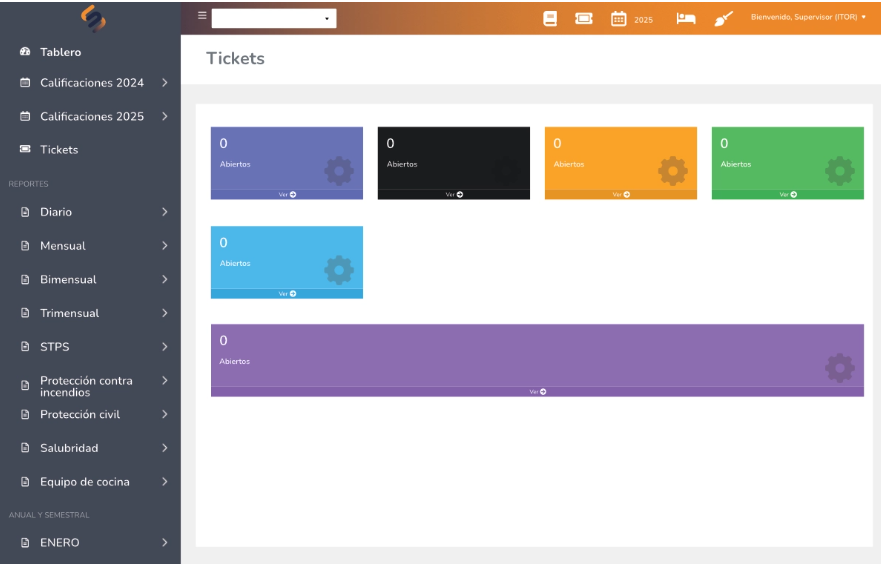 2025
Bienvenido, Supervisor (ITOR)
Tablero
Calificaciones 2024
Calificaciones 2025
Tickets
REPORTES
Diario
Mensual
Bimensual
Trimensual
STPS
Protección contra
incendios
Protección civil
Salubridad
Equipo de cocina
ANUAL Y SEMESTRAL
ENERO
Tickets
0
Abiertos
Ver
0
Abiertos
Ver
0
Abiertos
Ver
0
Abiertos
Ver
0
Abiertos
Ver
0
Abiertos
Ver